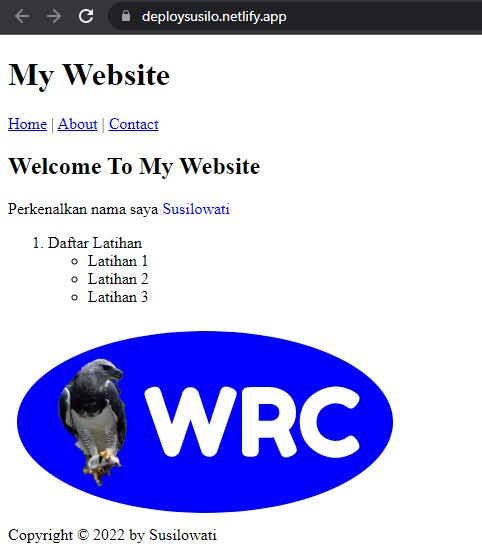 deploysusilo.netlify.app
My Website
Home | About | Contact
Welcome To My Website
Perkenalkan nama saya Susilowati
1. Daftar Latihan
Latihan 1
Latihan 2
Latihan 3
WRC
Copyright © 2022 by Susilowati